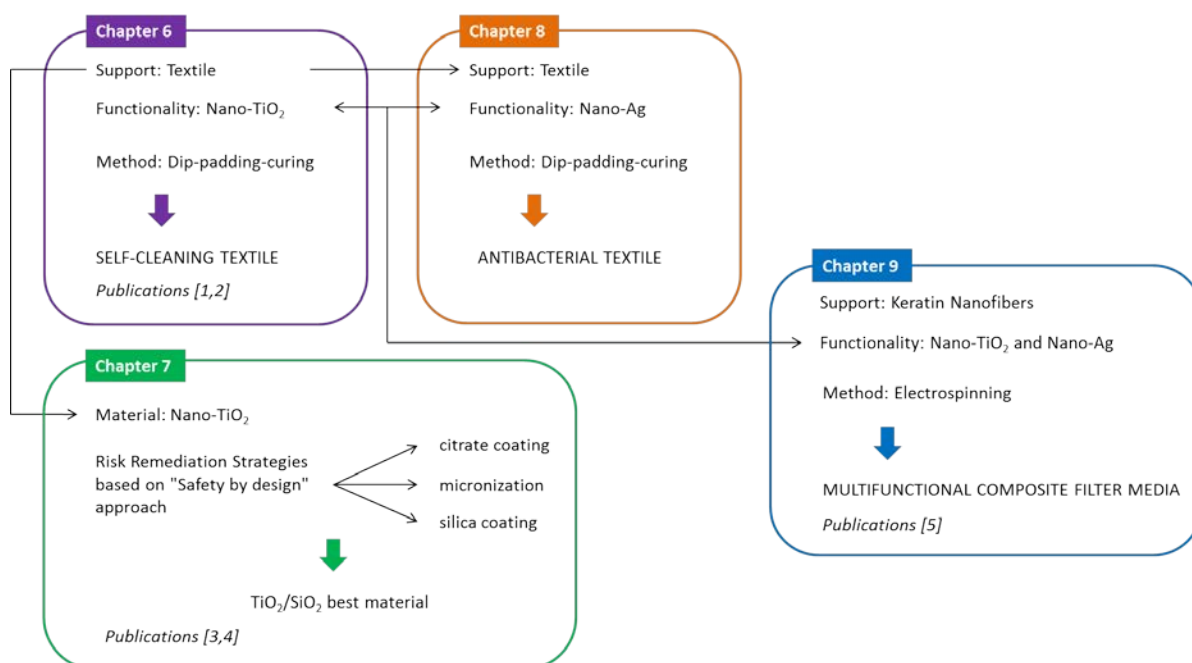 Chapter 6
Support: Textile
Functionality: Nano-TiO₂
Method: Dip-padding-curing
SELF-CLEANING TEXTILE
Publications [1,2]
Chapter 8
Support: Textile
Functionality: Nano-Ag
Method: Dip-padding-curing
ANTIBACTERIAL TEXTILE
Chapter 9
Support: Keratin Nanofibers
Functionality: Nano-TiO₂ and Nano-Ag
Method: Electrospinning
MULTIFUNCTIONAL COMPOSITE FILTER MEDIA
Publications [5]
Chapter 7
Material: Nano-TiO₂
Risk Remediation Strategies
based on "Safety by design"
approach
citrate coating
micronization
silica coating
TiO₂/SiO₂ best material
Publications [3,4]